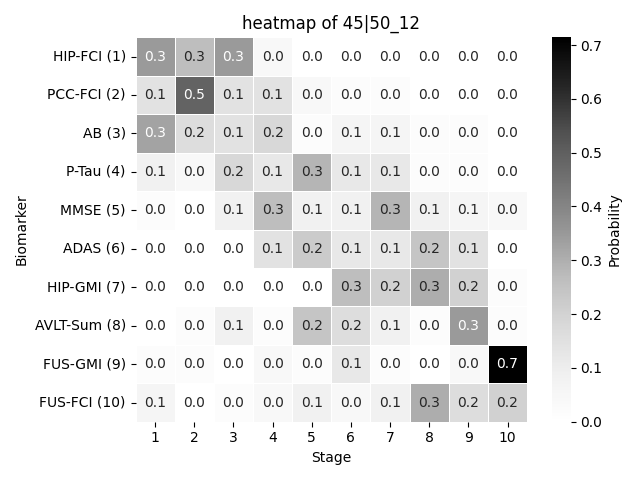 heatmap of 45|50_12
HIP-FCI (1) 0.3 0.3 0.3 0.0 0.0 0.0 0.0 0.0 0.0 0.0
PCC-FCI (2) 0.1 0.5 0.1 0.1 0.0 0.0 0.0 0.0 0.0 0.0
AB (3) 0.3 0.2 0.1 0.2 0.0 0.1 0.1 0.0 0.0 0.0
P-Tau (4) 0.1 0.0 0.2 0.1 0.3 0.1 0.1 0.0 0.0 0.0
MMSE (5) 0.0 0.0 0.1 0.3 0.1 0.1 0.3 0.1 0.1 0.0
ADAS (6) 0.0 0.0 0.0 0.1 0.2 0.1 0.1 0.2 0.1 0.0
HIP-GMI (7) 0.0 0.0 0.0 0.0 0.0 0.3 0.2 0.3 0.2 0.0
AVLT-Sum (8) 0.0 0.0 0.1 0.0 0.2 0.2 0.1 0.0 0.3 0.0
FUS-GMI (9) 0.0 0.0 0.0 0.0 0.0 0.1 0.0 0.0 0.0 0.7
FUS-FCI (10) 0.1 0.0 0.0 0.0 0.1 0.0 0.1 0.3 0.2 0.2
1 2 3 4 5 6 7 8 9 10
Stage
Biomarker
0.7
0.6
0.5
0.4
0.3
0.2
0.1
0.0
Probability